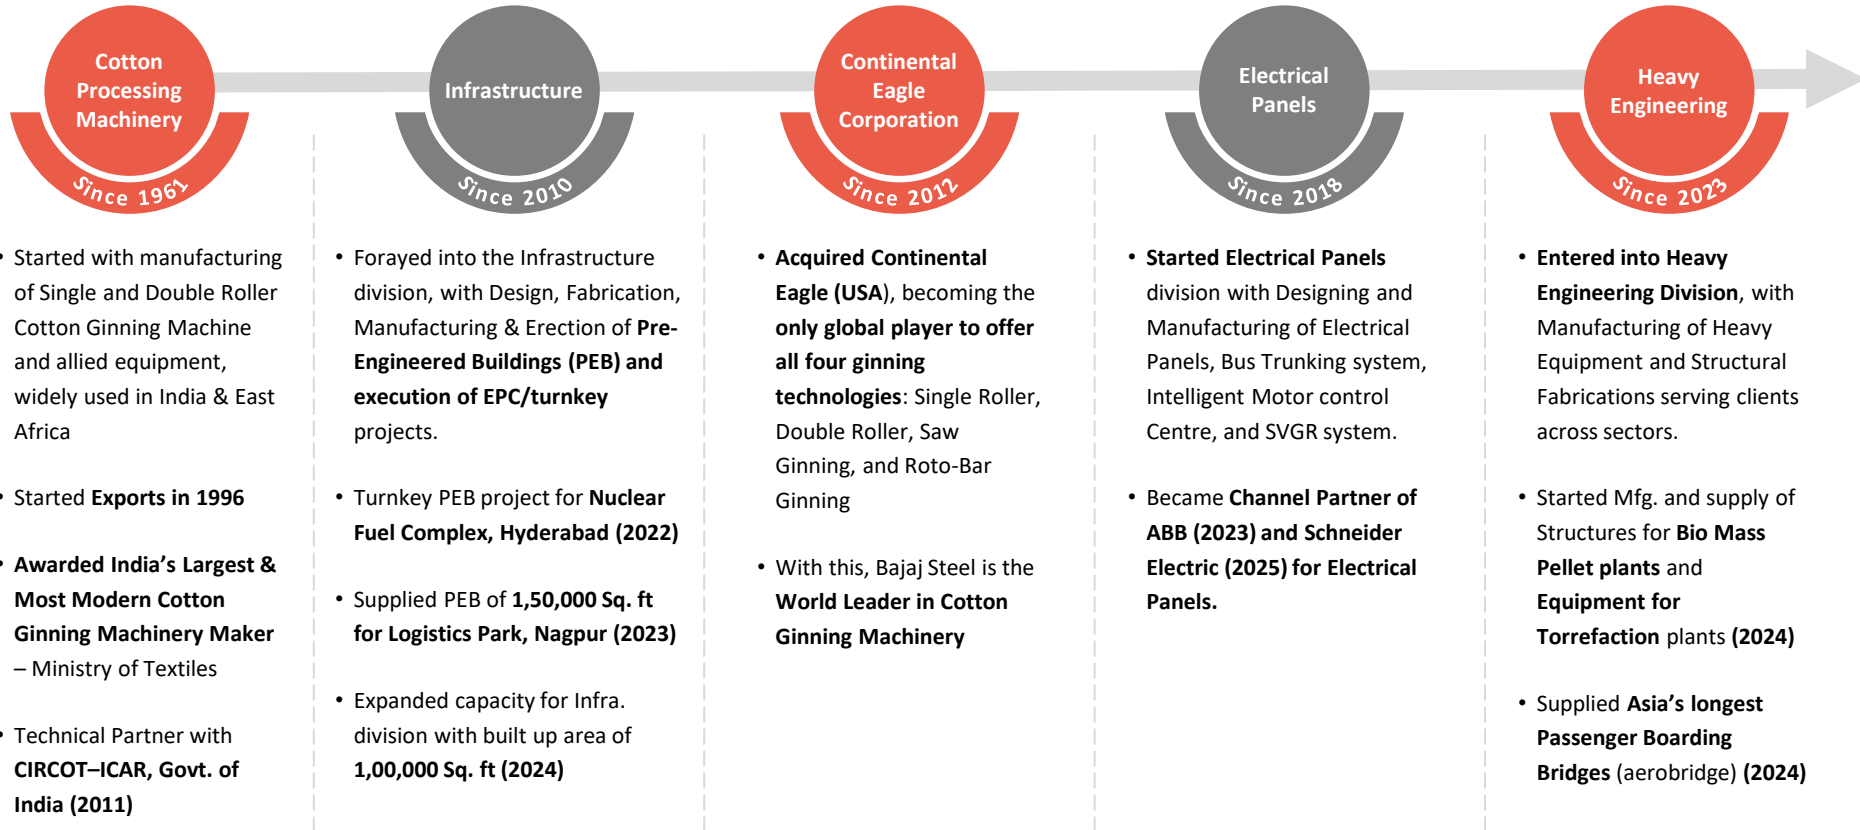 Cotton
Processing
Machinery
Since 1961
• Started with manufacturing
of Single and Double Roller
Cotton Ginning Machine
and allied equipment,
widely used in India & East
Africa
• Started Exports in 1996
• Awarded India’s Largest &
Most Modern Cotton
Ginning Machinery Maker
– Ministry of Textiles
• Technical Partner with
CIRCOT–ICAR, Govt. of
India (2011)
Infrastructure
Since 2010
• Forayed into the Infrastructure
division, with Design, Fabrication,
Manufacturing & Erection of Pre-
Engineered Buildings (PEB) and
execution of EPC/turnkey
projects.
• Turnkey PEB project for Nuclear
Fuel Complex, Hyderabad (2022)
• Supplied PEB of 1,50,000 Sq. ft
for Logistics Park, Nagpur (2023)
• Expanded capacity for Infra.
division with built up area of
1,00,000 Sq. ft (2024)
Continental
Eagle
Corporation
Since 2012
• Acquired Continental
Eagle (USA), becoming the
only global player to offer
all four ginning
technologies: Single Roller,
Double Roller, Saw
Ginning, and Roto-Bar
Ginning
• With this, Bajaj Steel is the
World Leader in Cotton
Ginning Machinery
Electrical
Panels
Since 2018
• Started Electrical Panels
division with Designing and
Manufacturing of Electrical
Panels, Bus Trunking system,
Intelligent Motor control
Centre, and SVGR system.
• Became Channel Partner of
ABB (2023) and Schneider
Electric (2025) for Electrical
Panels.
Heavy
Engineering
Since 2023
• Entered into Heavy
Engineering Division, with
Manufacturing of Heavy
Equipment and Structural
Fabrications serving clients
across sectors.
• Started Mfg. and supply of
Structures for Bio Mass
Pellet plants and
Equipment for
Torrefaction plants (2024)
• Supplied Asia’s longest
Passenger Boarding
Bridges (aerobridge) (2024)